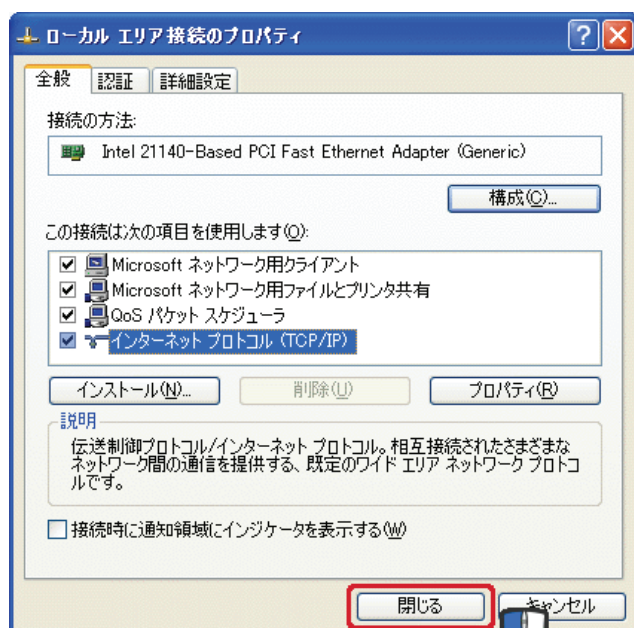 ローカル エリア接続のプロパティ
全般 認証 詳細設定
接続の方法:
Intel 21140-Based PCI Fast Ethernet Adapter (Generic)
構成(C)...
この接続は次の項目を使用します(O):
Microsoft ネットワーク用クライアント
Microsoft ネットワーク用ファイルとプリンタ共有
QoS パケット スケジューラ
インターネット プロトコル (TCP/IP)
インストール(N)... 削除(U) プロパティ(R)
説明
伝送制御プロトコル/インターネット プロトコル。相互接続されたさまざまな
ネットワーク間の通信を提供する、既定のワイド エリア ネットワーク プロトコ
ルです。
接続時に通知領域にインジケータを表示する(W)
閉じる キャンセル